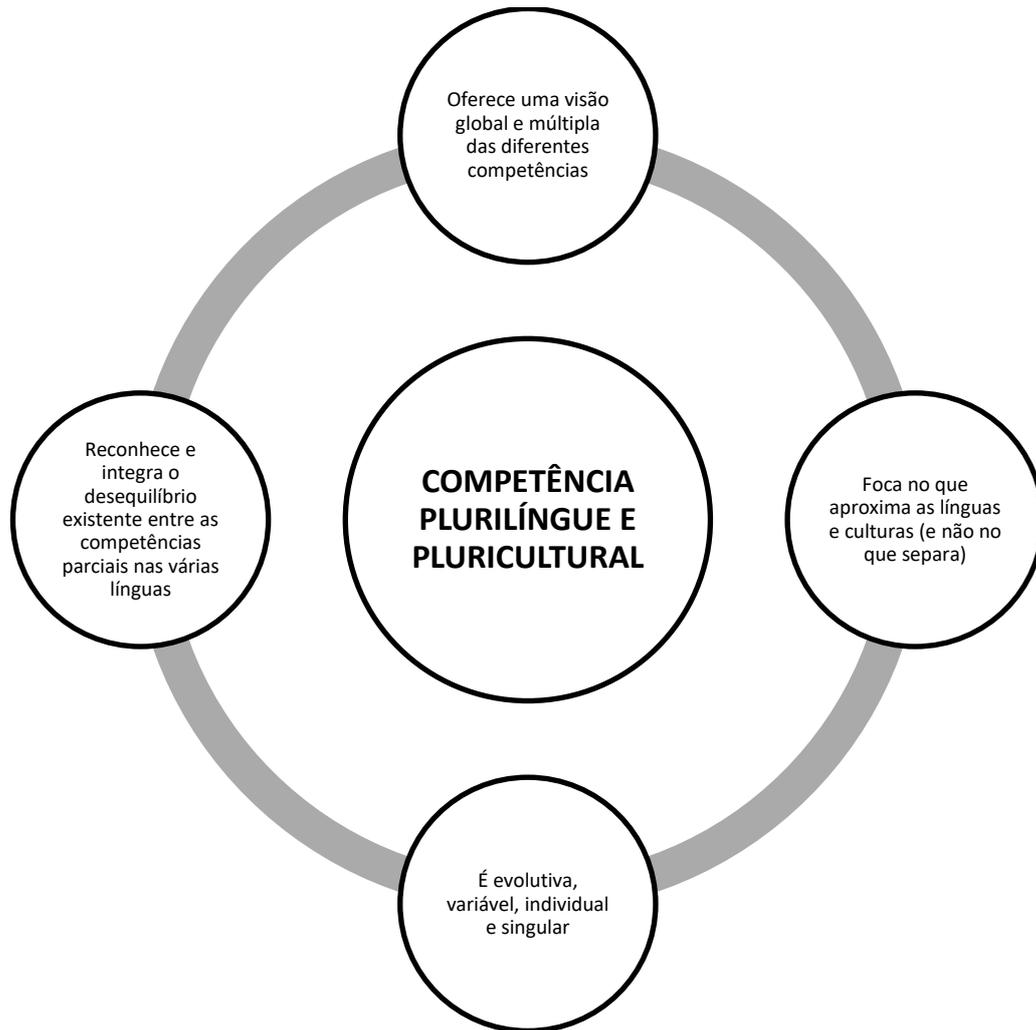 Oferece uma visão
global e múltipla
das diferentes
competências
Reconhece e
integra o
desequilíbrio
existente entre as
competências
parciais nas várias
línguas
COMPETÊNCIA
PLURILÍNGUE E
PLURICULTURAL
Foca no que
aproxima as línguas
e culturas (e não no
que separa)
É evolutiva,
variável, individual
e singular